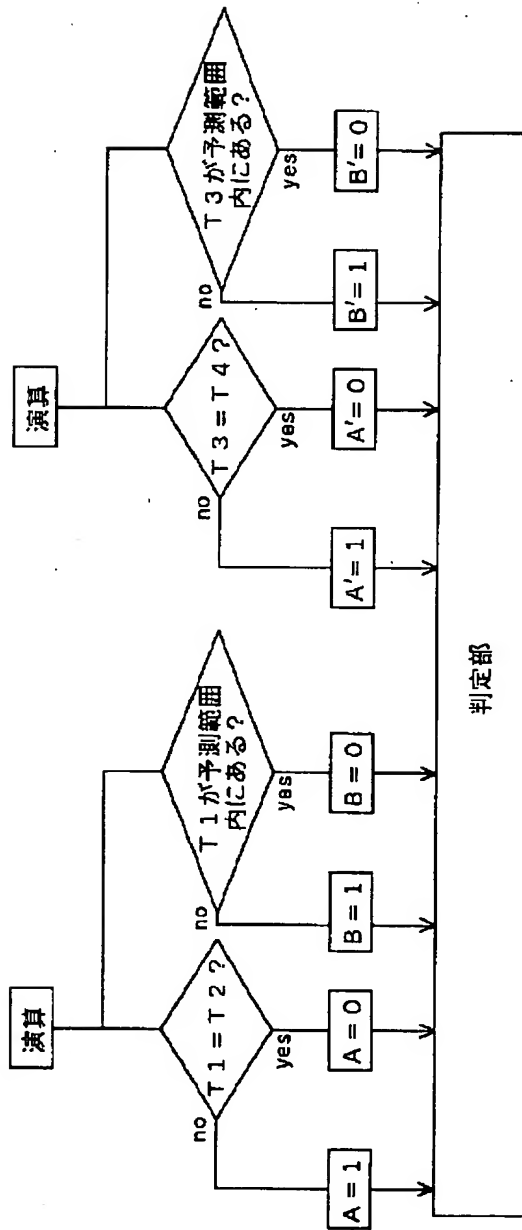 演算
T1=T2?
no
yes
A=1
A=0
T1が予測範囲
内にある?
no
yes
B=1
B=0
演算
T3=T4?
no
yes
A'=1
A'=0
T3が予測範囲
内にある?
no
yes
B'=1
B'=0
判定部